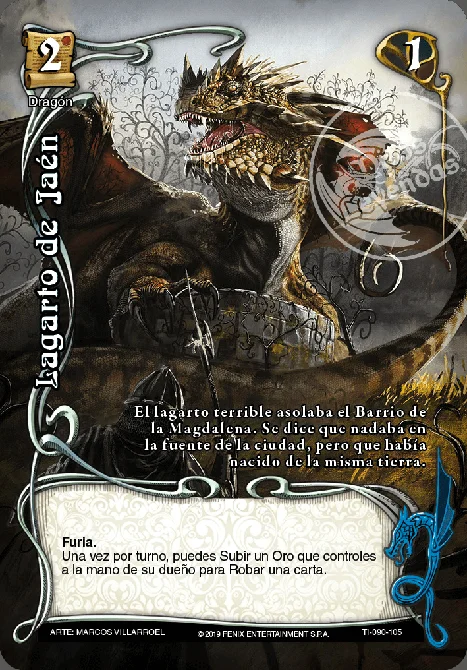 2
1
Dragón
Lagarto de Jaén
El lagarto terrible asolaba el Barrio de
la Magdalena. Se dice que nadaba en
la fuente de la ciudad, pero que había
nacido de la misma tierra.
Furia.
Una vez por turno, puedes Subir un Oro que controles
a la mano de su dueño para Robar una carta.
ARTE: MARCOS VILLARROEL
©2019 FENIX ENTERTAINMENT S.P.A.
TI-090-105